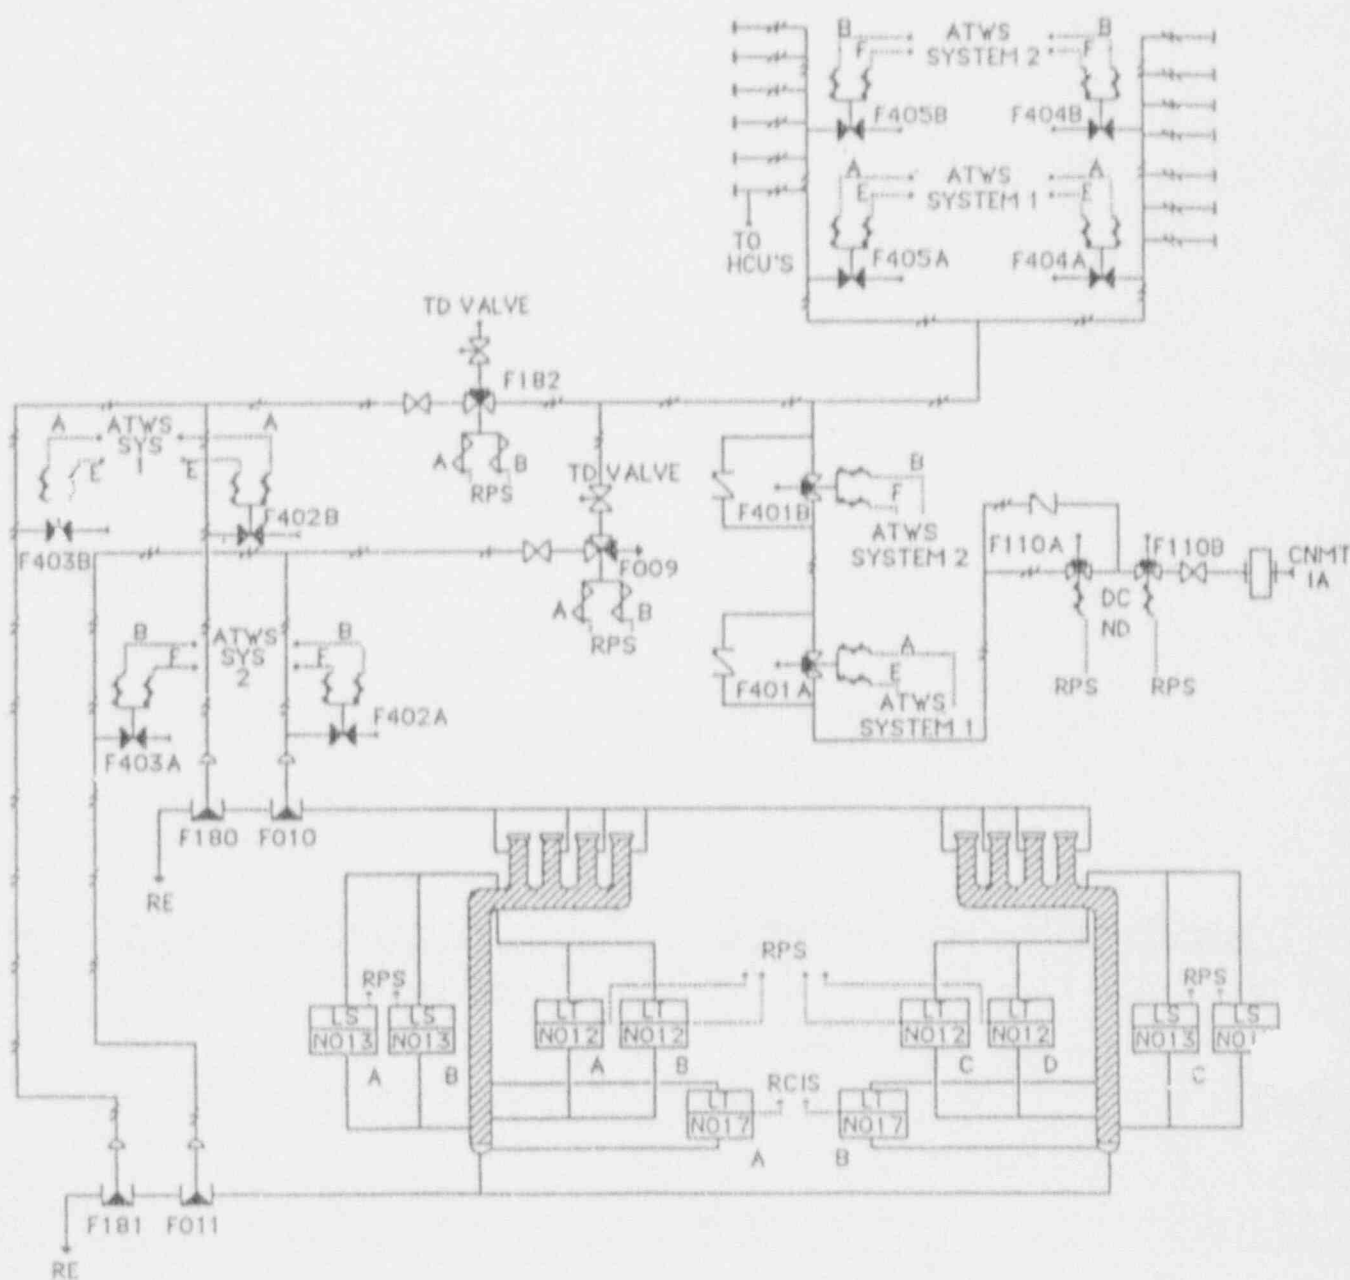 B
ATWS
B
F
SYSTEM 2
F
F405B
F404B
A
ATWS
A
E
SYSTEM 1
E
TO
HCU'S
F405A
F404A
TD VALVE
F182
A
ATWS
A
SYS
1
E
E
A
B
RPS
TD VALVE
B
F
F402B
F401B
F403B
ATWS
SYSTEM 2
F110A
F110B
CNMT
IA
F009
DC
ND
A
B
RPS
B
ATWS
B
F
SYS
F
2
A
E
F401A
RPS
RPS
ATWS
SYSTEM 1
F402A
F403A
F180
F010
RE
RPS
RPS
RPS
LS
N013
LS
N013
LT
N012
LT
N012
LT
N012
LT
N012
LS
N013
LS
A
B
A
B
C
D
C
RCIS
LT
N017
LT
N017
A
B
F181
F011
RE